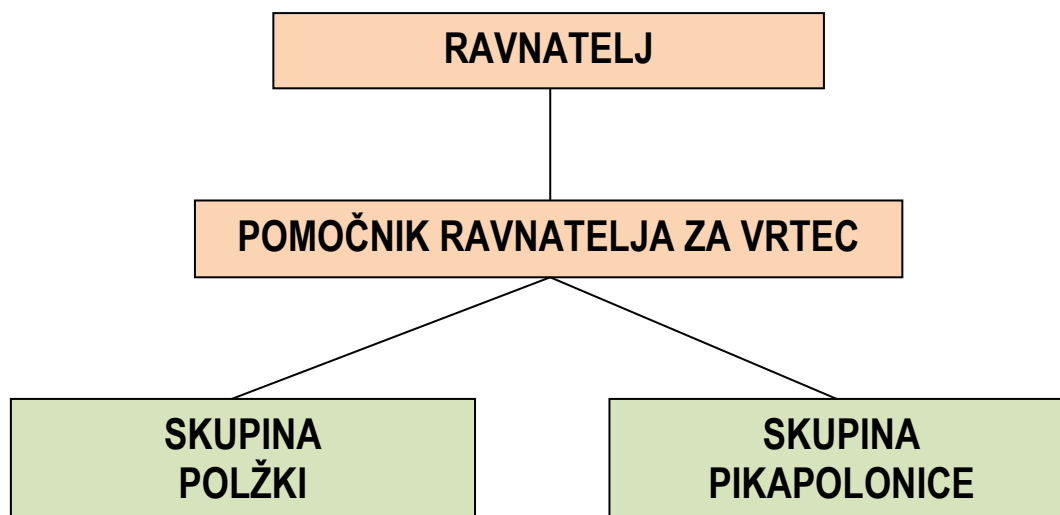 RAVNATELJ
POMOČNIK RAVNATELJA ZA VRTEC
SKUPINA
POLŽKI
SKUPINA
PIKAPOLONICE